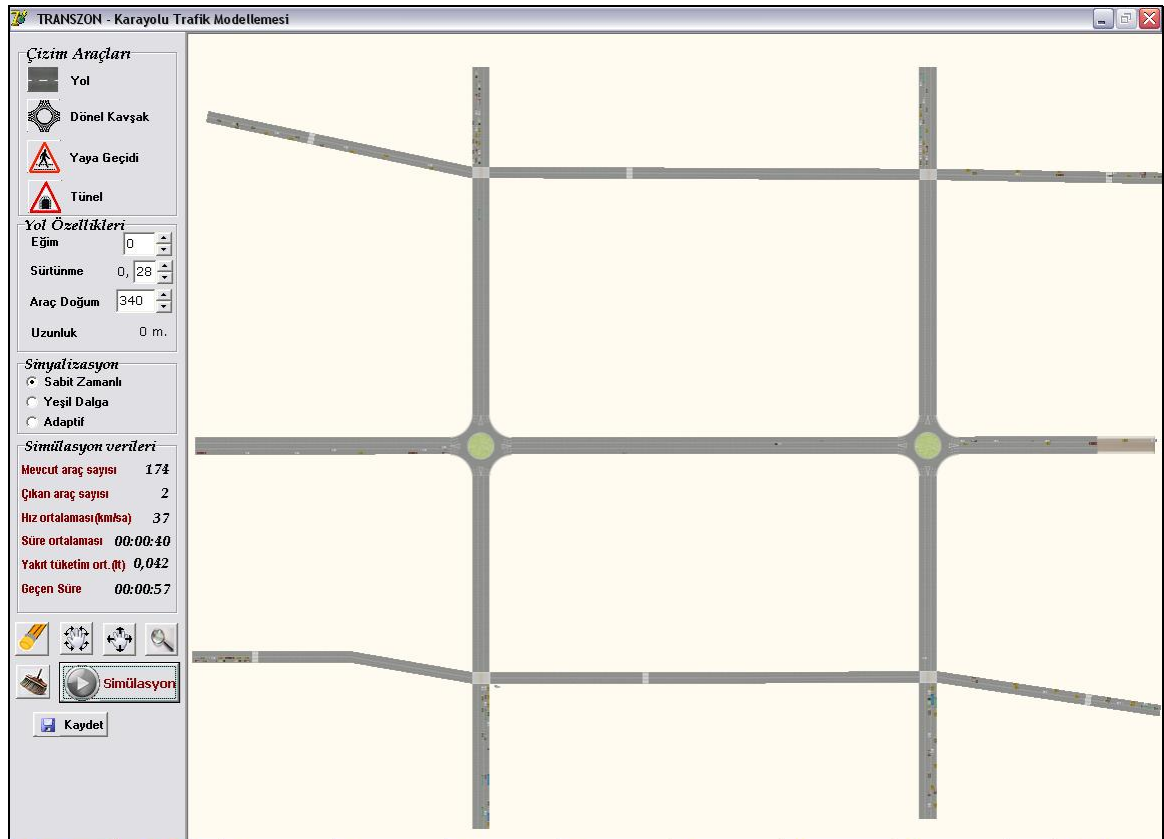 TRANSZON - Karayolu Trafik Modellemesi
Çizim Araçları
Yol
Dönel Kavşak
Yaya Geçidi
Tünel
Yol Özellikleri
Eğim 0
Sürtünme 0, 28
Araç Doğum 340
Uzunluk 0 m.
Sinyalizasyon
Sabit Zamanlı
Yeşil Dalga
Adaptif
Simülasyon verileri
Mevcut araç sayısı 174
Çıkan araç sayısı 2
Hız ortalaması(km/sa) 37
Süre ortalaması 00:00:40
Yakıt tüketim ort.(lt) 0,042
Geçen Süre 00:00:57
Simülasyon
Kaydet